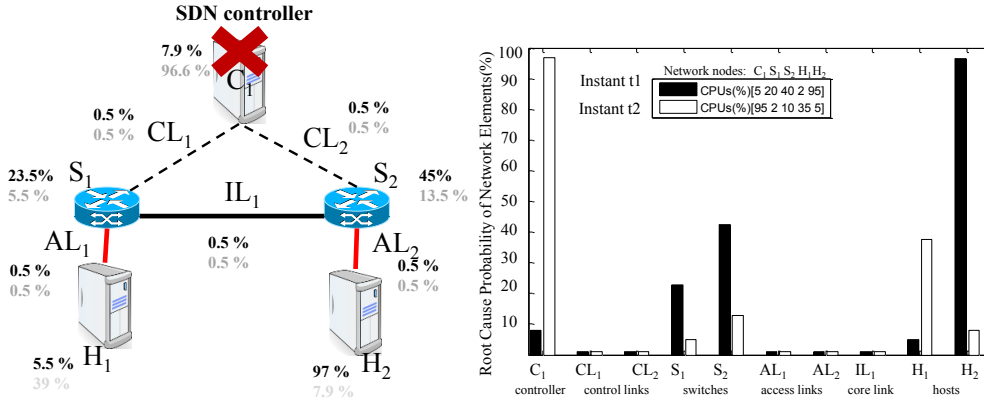 SDN controller
7.9 %
96.6 %
C1
0.5 %
0.5 %
CL1
0.5 %
0.5 %
CL2
23.5%
5.5 %
S1
S2
45%
13.5 %
IL1
AL1
0.5 %
0.5 %
AL2
0.5 %
0.5 %
0.5 %
0.5 %
H1
5.5 %
39 %
H2
97 %
7.9 %
Root Cause Probability of Network Elements(%)
100
90
80
70
60
50
40
30
20
10
Network nodes: C1 S1 S2 H1 H2
Instant t1
CPUs(%)[5 20 40 2 95]
Instant t2
CPUs(%)[95 2 10 35 5]
C1 CL1 CL2 S1 S2 AL1 AL2 IL1 H1 H2
controller control links switches access links core link hosts